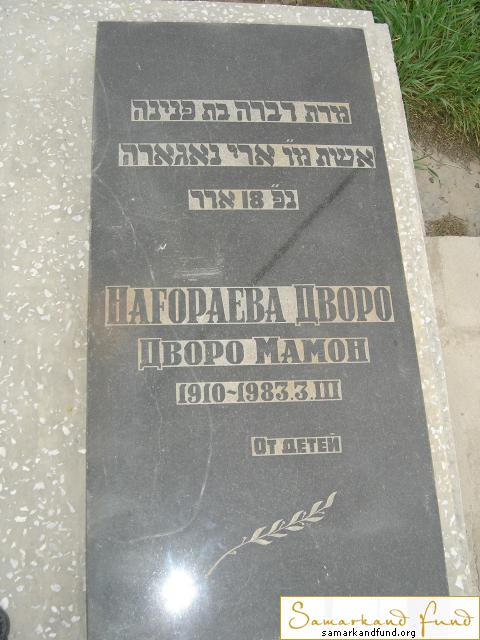 מרת דברה בת פנינה
אשית מו״ ארי נאגארה
נפ״ 18 אדר
НАГОРАЕВА ДВОРО
ДВОРО МАМОН
1910~1983.3.III
ОТ ДЕТЕЙ
Samarkand Fund
samarkandfund.org